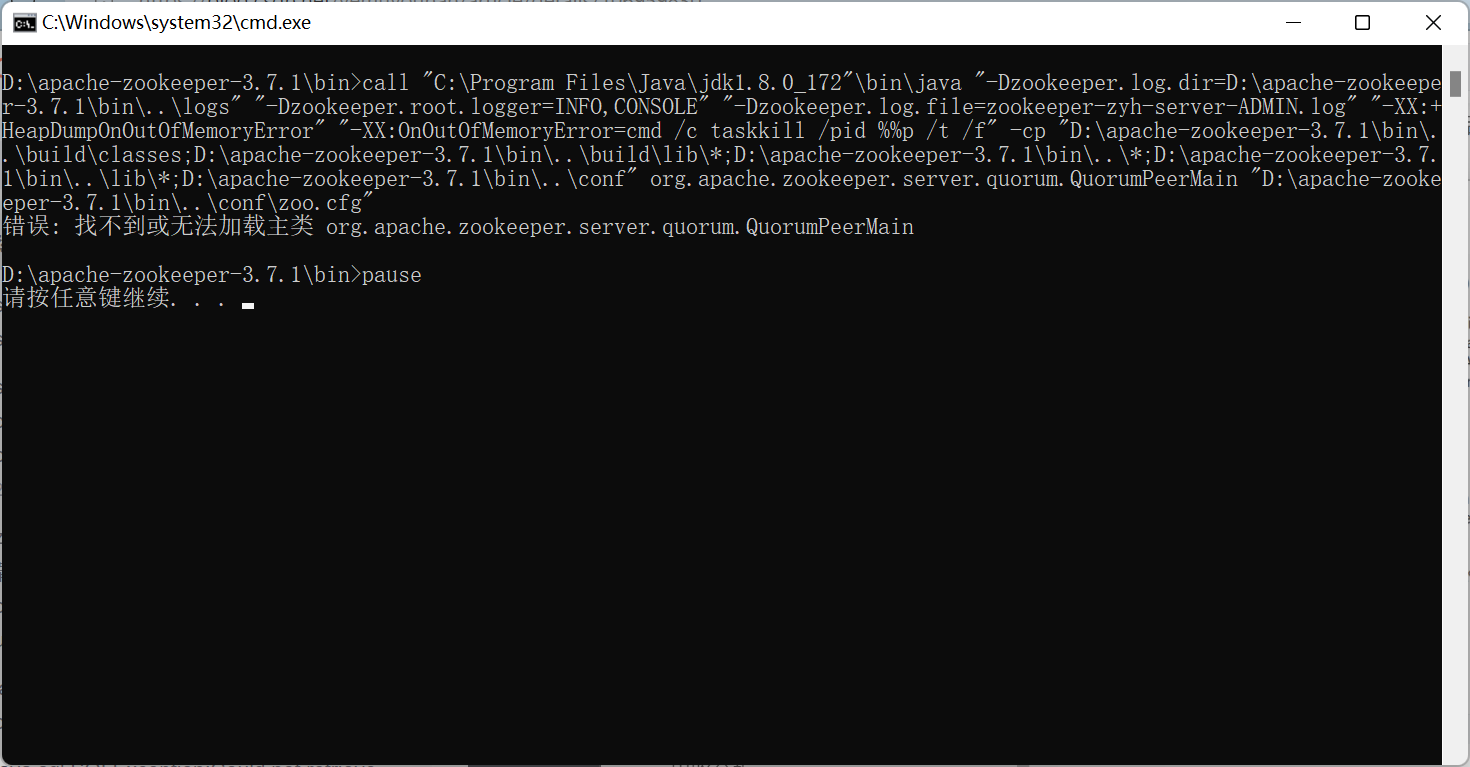 C:\Windows\system32\cmd.exe
D:\apache-zookeeper-3.7.1\bin>call "C:\Program Files\Java\jdk1.8.0_172"\bin\java "-Dzookeeper.log.dir=D:\apache-zookeepe
r-3.7.1\bin\..\logs" "-Dzookeeper.root.logger=INFO,CONSOLE" "-Dzookeeper.log.file=zookeeper-zyh-server-ADMIN.log" "-XX:+
HeapDumpOnOutOfMemoryError" "-XX:OnOutOfMemoryError=cmd /c taskkill /pid %%p /t /f" -cp "D:\apache-zookeeper-3.7.1\bin\.
.\build\classes;D:\apache-zookeeper-3.7.1\bin\..\build\lib\*;D:\apache-zookeeper-3.7.1\bin\..\*;D:\apache-zookeeper-3.7.
1\bin\..\lib\*;D:\apache-zookeeper-3.7.1\bin\..\conf" org.apache.zookeeper.server.quorum.QuorumPeerMain "D:\apache-zooke
eper-3.7.1\bin\..\conf\zoo.cfg"
错误: 找不到或无法加载主类 org.apache.zookeeper.server.quorum.QuorumPeerMain
D:\apache-zookeeper-3.7.1\bin>pause
请按任意键继续. . .